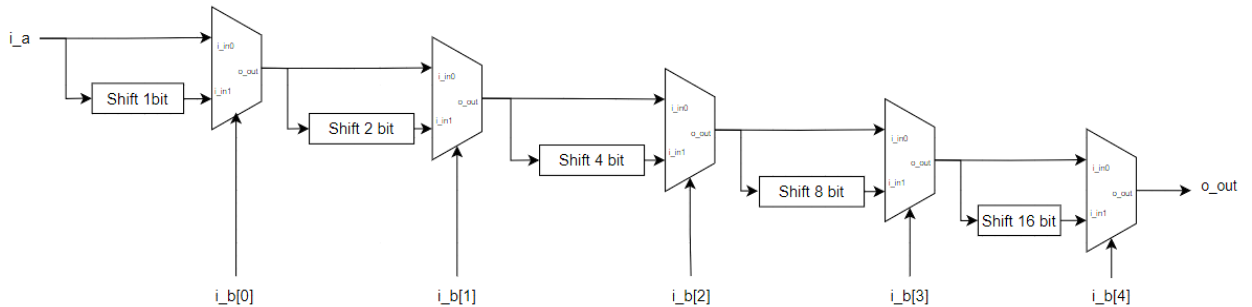 i_a
i_in0
o_out
i_in1
Shift 1bit
i_in0
o_out
i_in1
Shift 2 bit
i_in0
o_out
i_in1
Shift 4 bit
i_in0
o_out
i_in1
Shift 8 bit
i_in0
o_out
i_in1
Shift 16 bit
o_out
i_b[0]
i_b[1]
i_b[2]
i_b[3]
i_b[4]